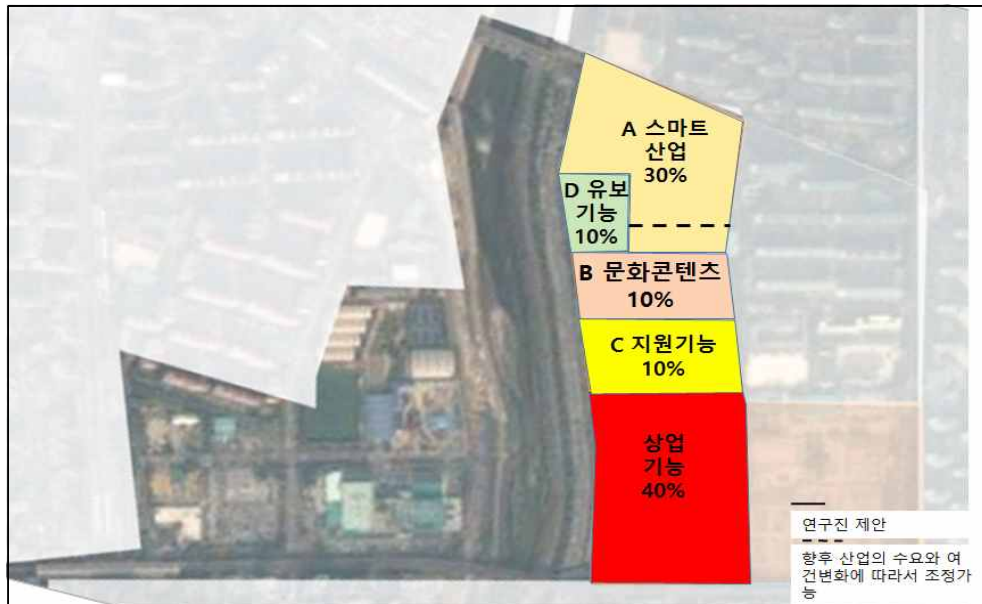 A 스마트
산업
30%
D 유보
기능
10%
B 문화콘텐츠
10%
C 지원기능
10%
상업
기능
40%
연구진 제안
향후 산업의 수요와 여
건변화에 따라서 조정가
능